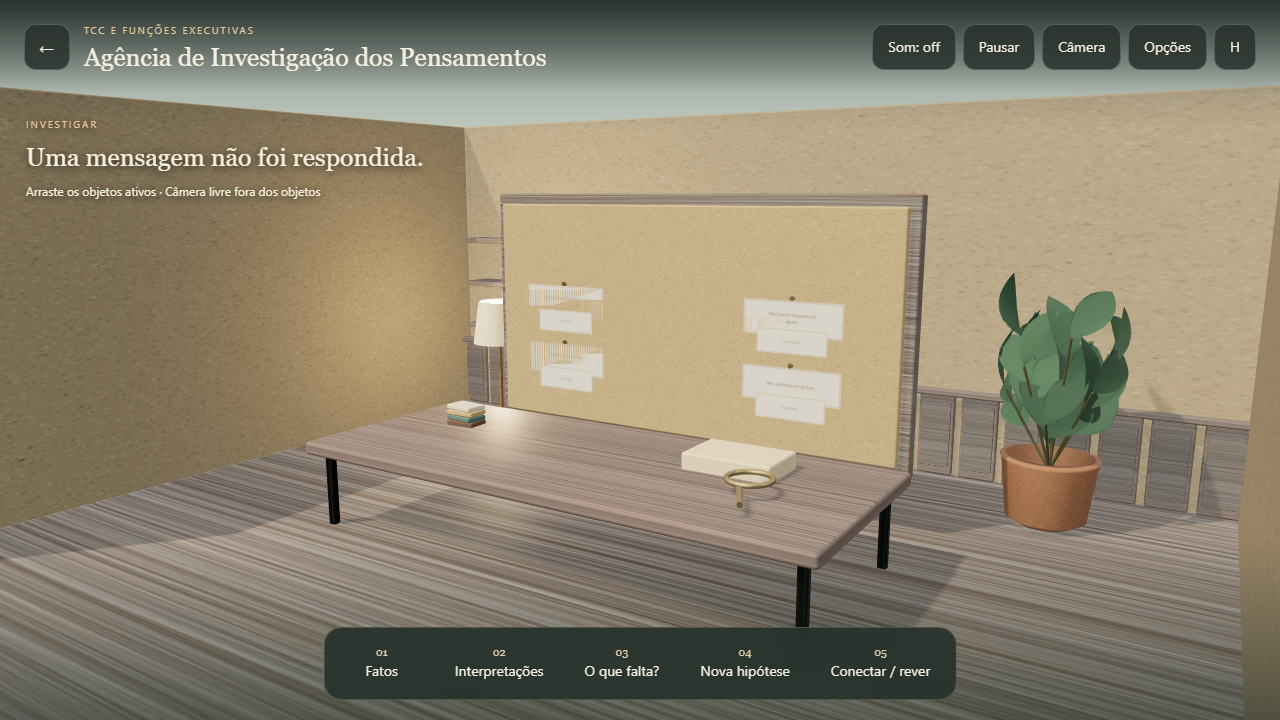 ←
TCC E FUNÇÕES EXECUTIVAS
Agência de Investigação dos Pensamentos
Som: off
Pausar
Câmera
Opções
H
INVESTIGAR
Uma mensagem não foi respondida.
Arraste os objetos ativos · Câmera livre fora dos objetos
01
Fatos
02
Interpretações
03
O que falta?
04
Nova hipótese
05
Conectar / rever